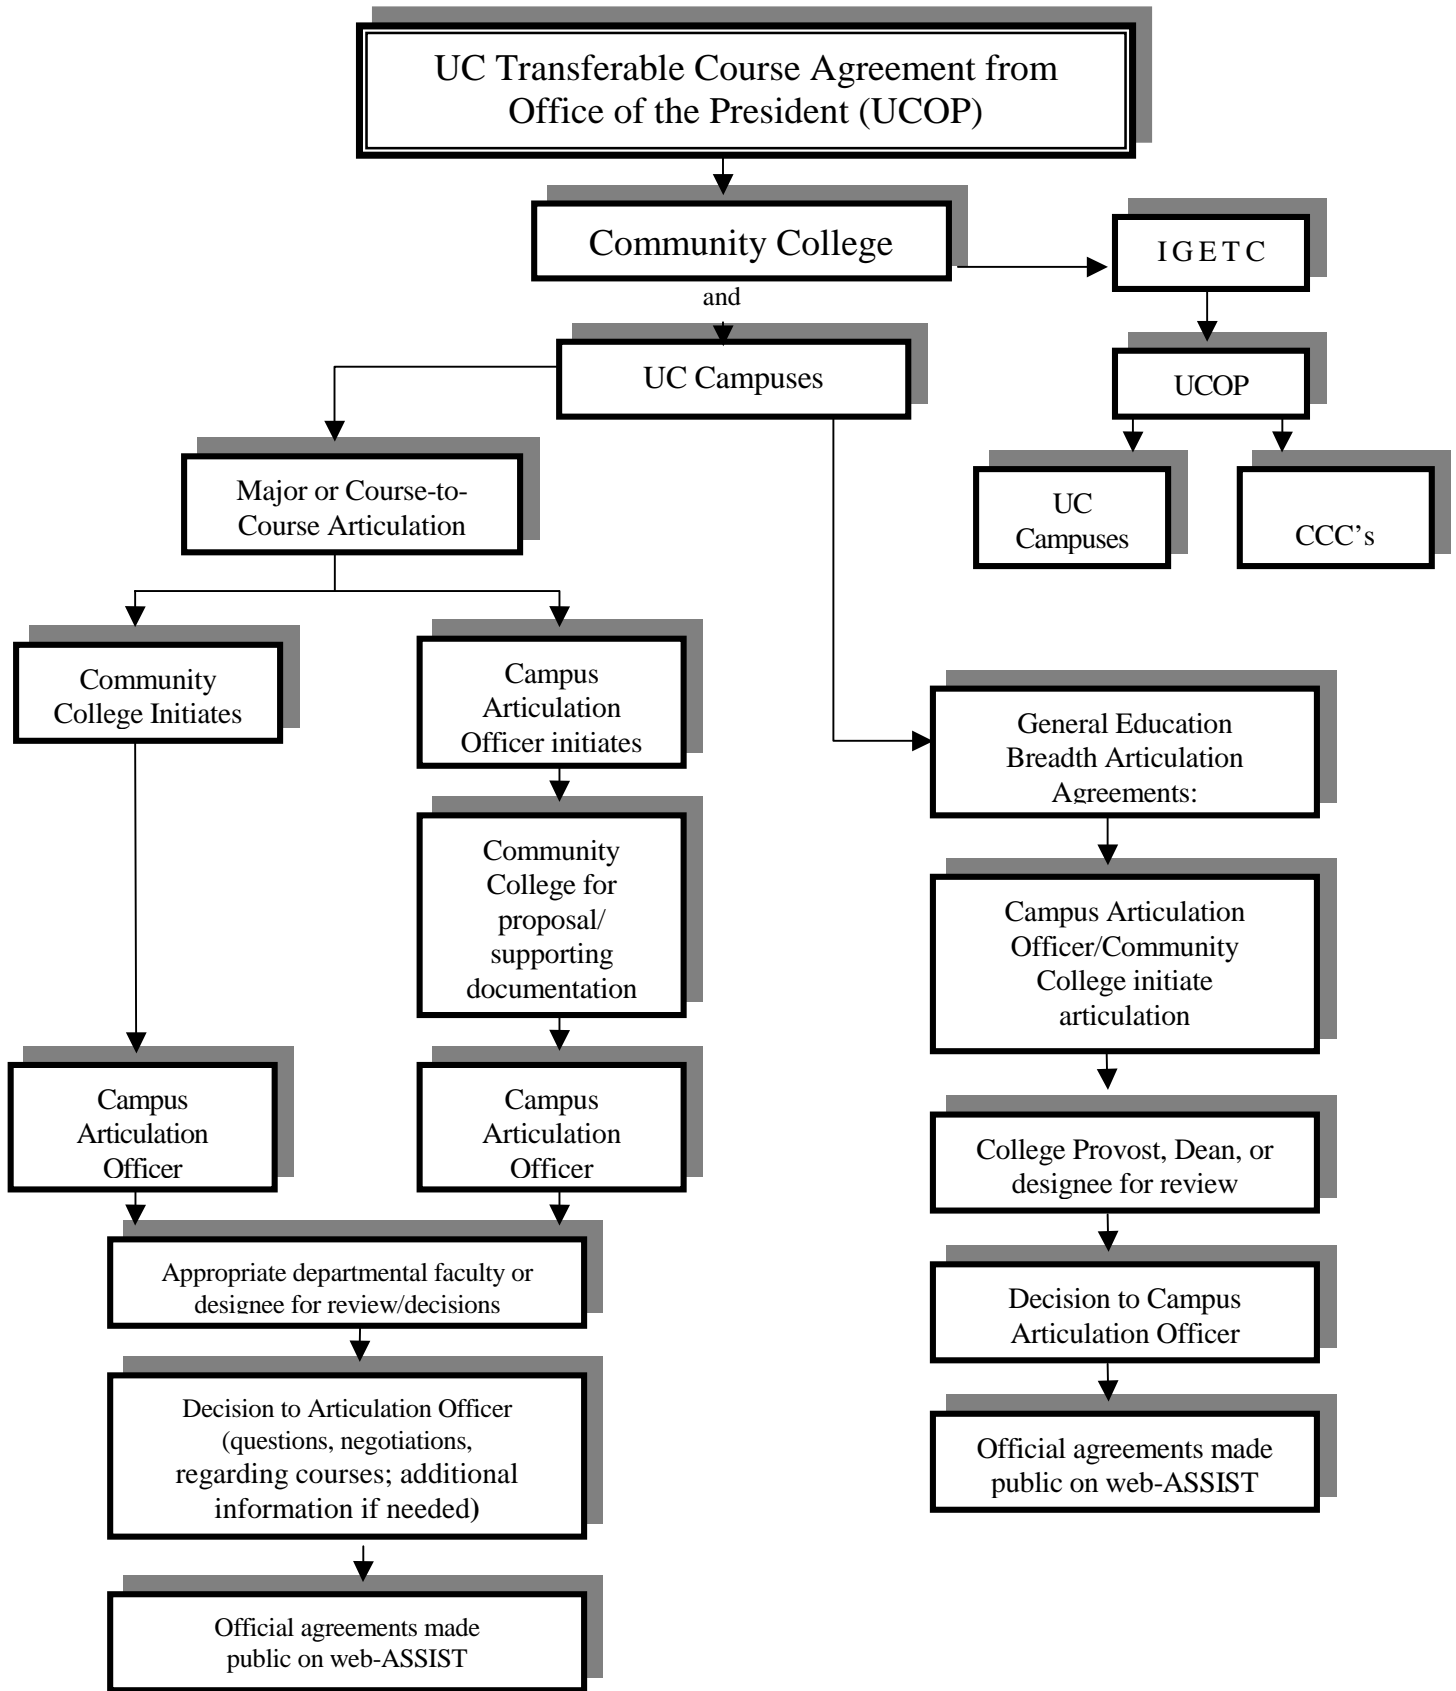 UC Transferable Course Agreement from
Office of the President (UCOP)
Community College
I G E T C
and
UC Campuses
UCOP
UC
Campuses
CCC’s
Major or Course-to-
Course Articulation
Community
College Initiates
Campus
Articulation
Officer initiates
General Education
Breadth Articulation
Agreements:
Community
College for
proposal/
supporting
documentation
Campus Articulation
Officer/Community
College initiate
articulation
Campus
Articulation
Officer
Campus
Articulation
Officer
College Provost, Dean, or
designee for review
Appropriate departmental faculty or
designee for review/decisions
Decision to Campus
Articulation Officer
Decision to Articulation Officer
(questions, negotiations,
regarding courses; additional
information if needed)
Official agreements made
public on web-ASSIST
Official agreements made
public on web-ASSIST